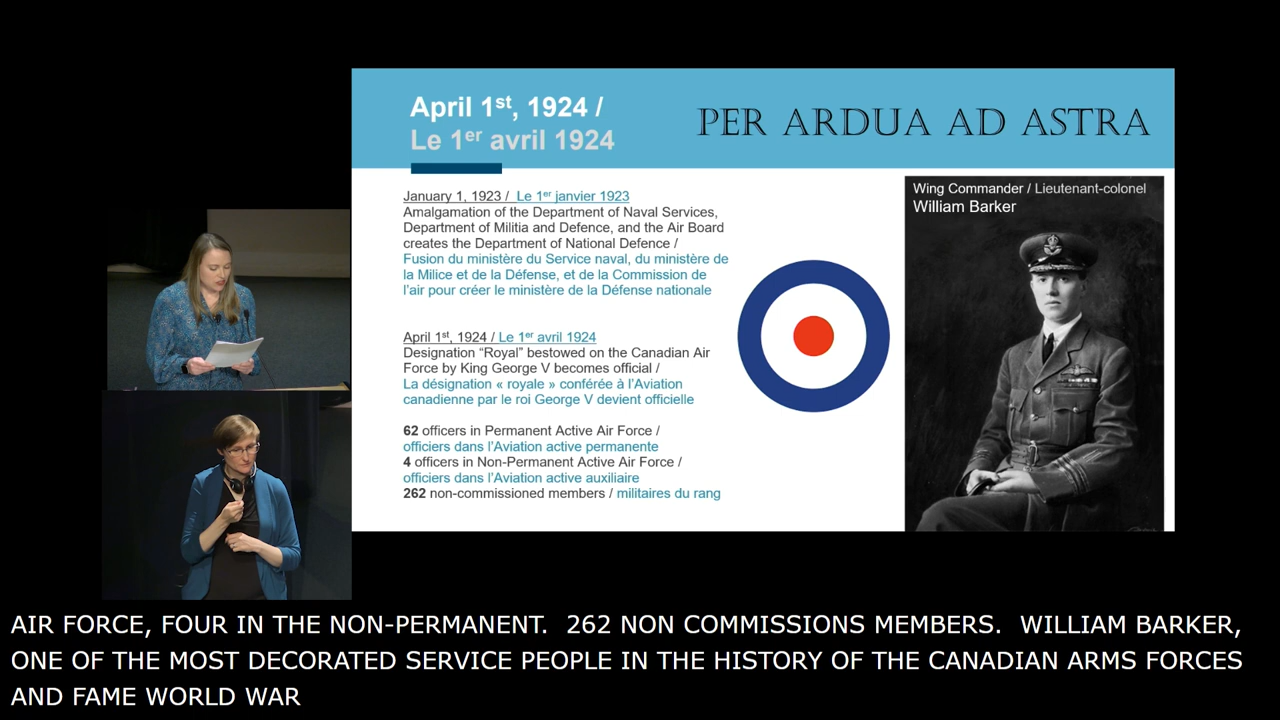 April 1st, 1924 /
Le 1er avril 1924
PER ARDUA AD ASTRA
January 1, 1923 / Le 1er janvier 1923
Amalgamation of the Department of Naval Services,
Department of Militia and Defence, and the Air Board
creates the Department of National Defence /
Fusion du ministère du Service naval, du ministère de
la Milice et de la Défense, et de la Commission de
l’air pour créer le ministère de la Défense nationale
April 1st, 1924 / Le 1er avril 1924
Designation “Royal” bestowed on the Canadian Air
Force by King George V becomes official /
La désignation « royale » conférée à l’Aviation
canadienne par le roi George V devient officielle
62 officers in Permanent Active Air Force /
officiers dans l’Aviation active permanente
4 officers in Non-Permanent Active Air Force /
officiers dans l’Aviation active auxiliaire
262 non-commissioned members / militaires du rang
Wing Commander / Lieutenant-colonel
William Barker
AIR FORCE, FOUR IN THE NON-PERMANENT.  262 NON COMMISSIONS MEMBERS.  WILLIAM BARKER,
ONE OF THE MOST DECORATED SERVICE PEOPLE IN THE HISTORY OF THE CANADIAN ARMS FORCES
AND FAME WORLD WAR